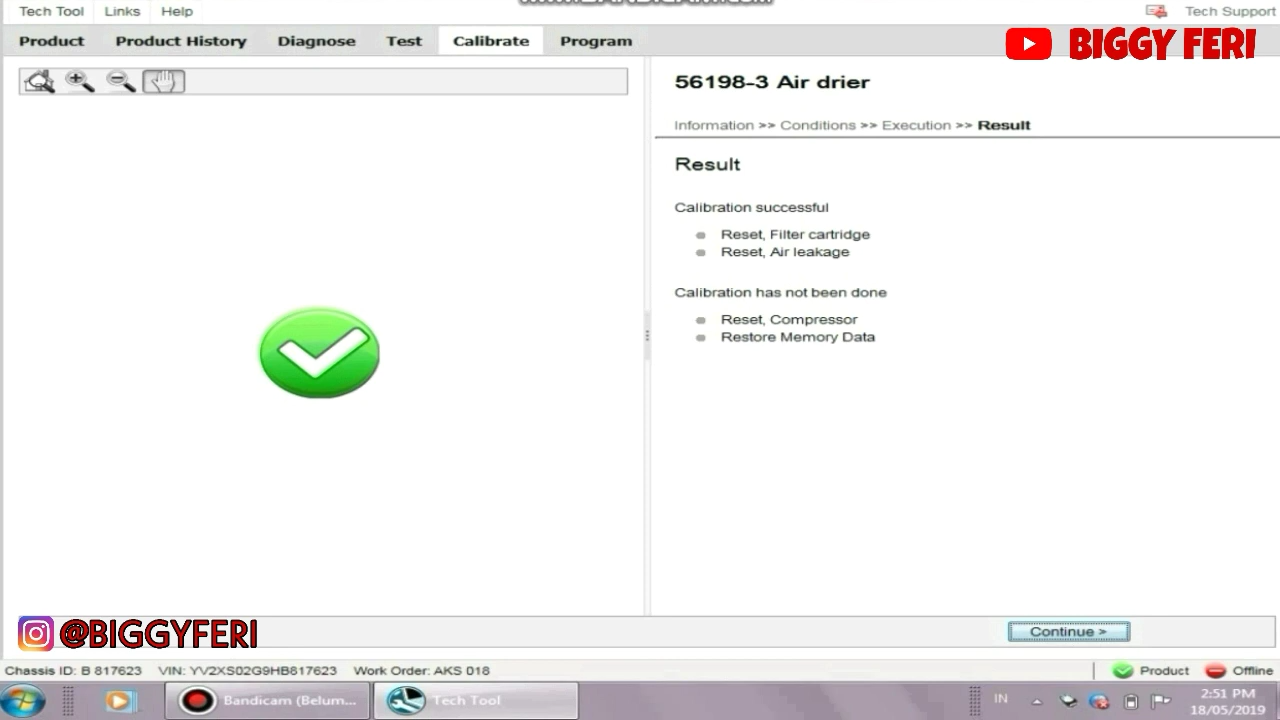 Tech Tool Links Help Tech Support
Product Product History Diagnose Test Calibrate Program
BIGGY FERI
56198-3 Air drier
Information >> Conditions >> Execution >> Result
Result
Calibration successful
Reset, Filter cartridge
Reset, Air leakage
Calibration has not been done
Reset, Compressor
Restore Memory Data
Continue >
@BIGGYFERI
Chassis ID: B 817623 VIN: YV2XS02G9HB817623 Work Order: AKS 018 Product Offline
Bandicam (Belum... Tech Tool IN 2:51 PM
18/05/2019